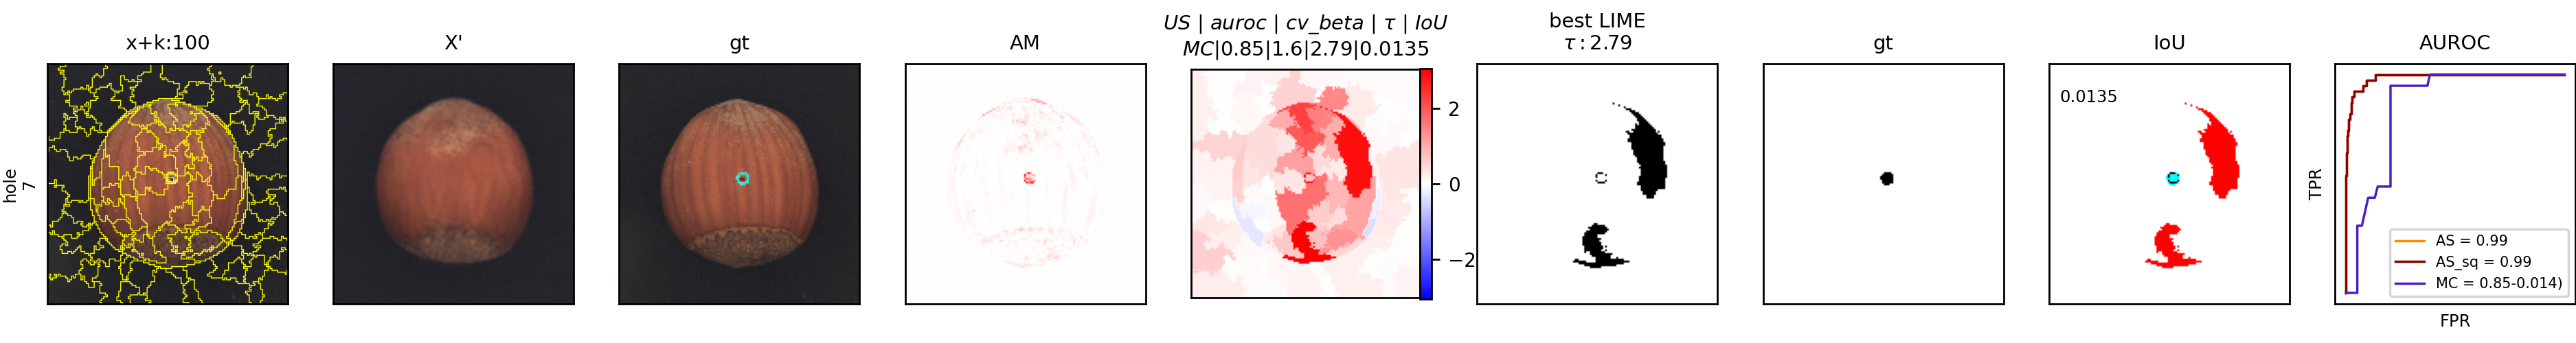 x+k:100
X'
gt
AM
US | auroc | cv_beta | τ | IoU
MC|0.85|1.6|2.79|0.0135
best LIME
τ : 2.79
gt
IoU
AUROC
hole
7
2
0
−2
0.0135
TPR
AS = 0.99
AS_sq = 0.99
MC = 0.85-0.014)
FPR